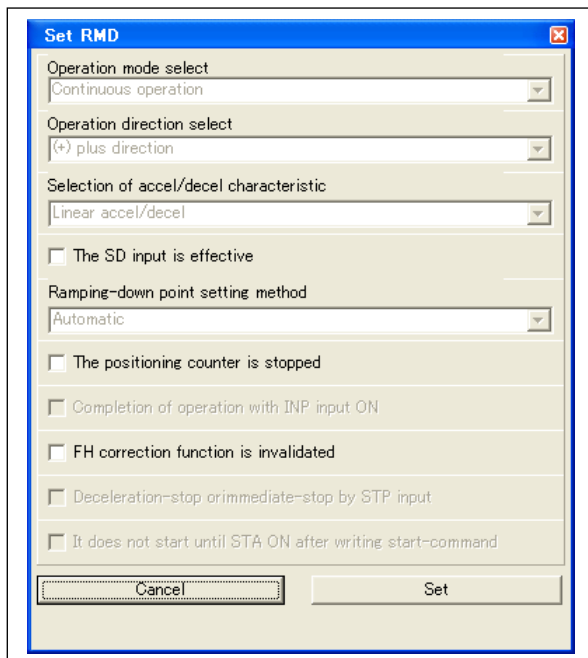 Set RMD
Operation mode select
Continuous operation
Operation direction select
(+) plus direction
Selection of accel/decel characteristic
Linear accel/decel
The SD input is effective
Ramping-down point setting method
Automatic
The positioning counter is stopped
Completion of operation with INP input ON
FH correction function is invalidated
Deceleration-stop orimmediate-stop by STP input
It does not start until STA ON after writing start-command
Cancel Set